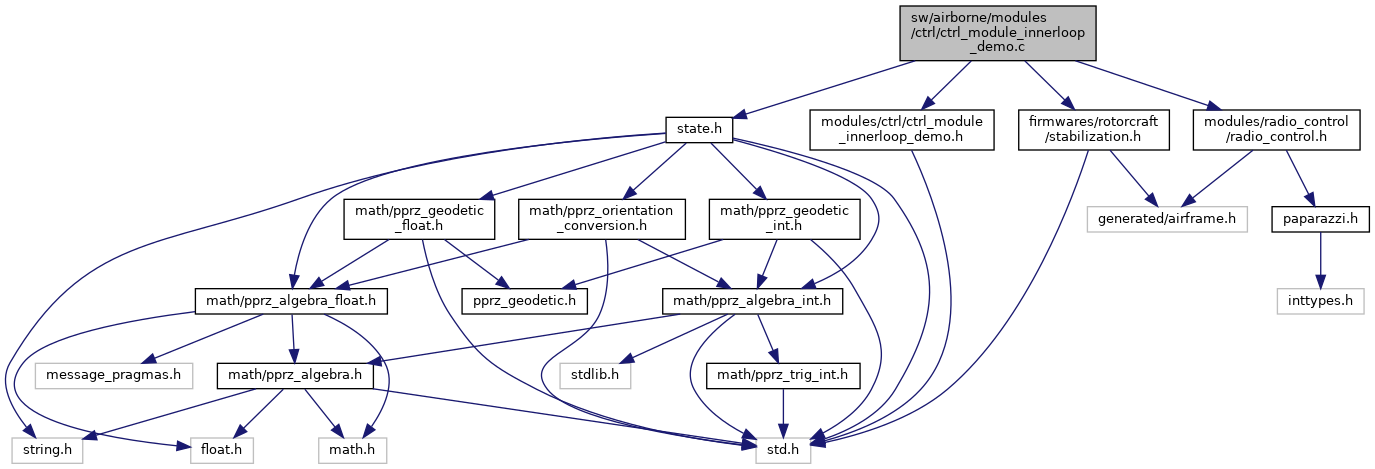 sw/airborne/modules
/ctrl/ctrl_module_innerloop
_demo.c
state.h
modules/ctrl/ctrl_module
_innerloop_demo.h
firmwares/rotorcraft
/stabilization.h
modules/radio_control
/radio_control.h
math/pprz_geodetic
_float.h
math/pprz_orientation
_conversion.h
math/pprz_geodetic
_int.h
generated/airframe.h
paparazzi.h
math/pprz_algebra_float.h
pprz_geodetic.h
math/pprz_algebra_int.h
inttypes.h
message_pragmas.h
math/pprz_algebra.h
stdlib.h
math/pprz_trig_int.h
string.h
float.h
math.h
std.h